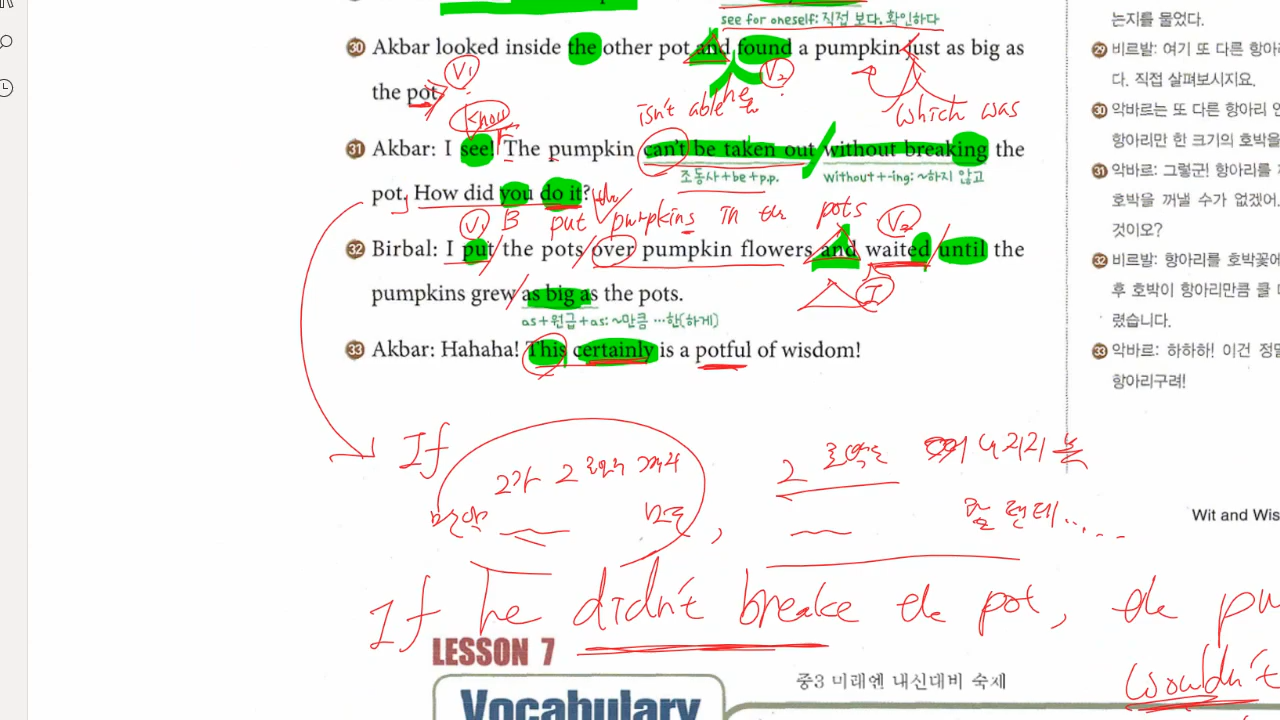 see for oneself: 직접 보다. 확인하다
는지를 물었다.
30 Akbar looked inside the other pot and found a pumpkin just as big as
29 비르발: 여기 또 다른 항아
V1
V2
the pot.
다. 직접 살펴보시지요.
know
isn't able
he
which was
30 악바르는 또 다른 항아리 안
31 Akbar: I see! The pumpkin can't be taken out without breaking the
항아리만 한 크기의 호박을
조동사+be+p.p.
without+-ing: ~하지 않고
31 악바르: 그렇군! 항아리를
pot. How did you do it?
호박을 꺼낼 수가 없겠어.
B put the pumpkins in the pots
것이오?
V1
V2
32 Birbal: I put the pots over pumpkin flowers and waited until the
32 비르발: 항아리를 호박꽃에
pumpkins grew as big as the pots.
I
후 호박이 항아리만큼 클
as+원급+as: ~만큼 …한(하게)
렸습니다.
33 Akbar: Hahaha! This certainly is a potful of wisdom!
33 악바르: 하하하! 이건 정말
항아리구려!
If
만약
,
Wit and Wis
If he didn't breake the pot, the pu
LESSON 7
중3 미래엔 내신대비 숙제
wouldn't
Vocabulary